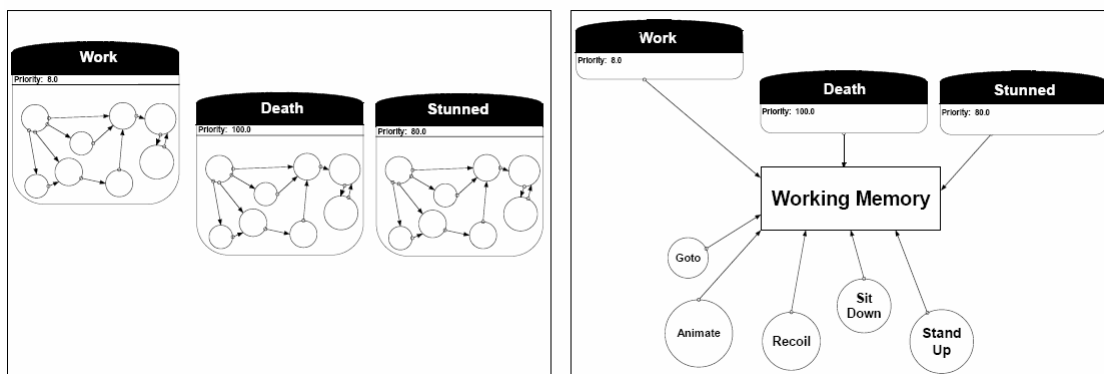 Work
Priority: 8.0
Death
Priority: 100.0
Stunned
Priority: 80.0
Work
Priority: 8.0
Death
Priority: 100.0
Stunned
Priority: 80.0
Working Memory
Goto
Animate
Recoil
Sit
Down
Stand
Up